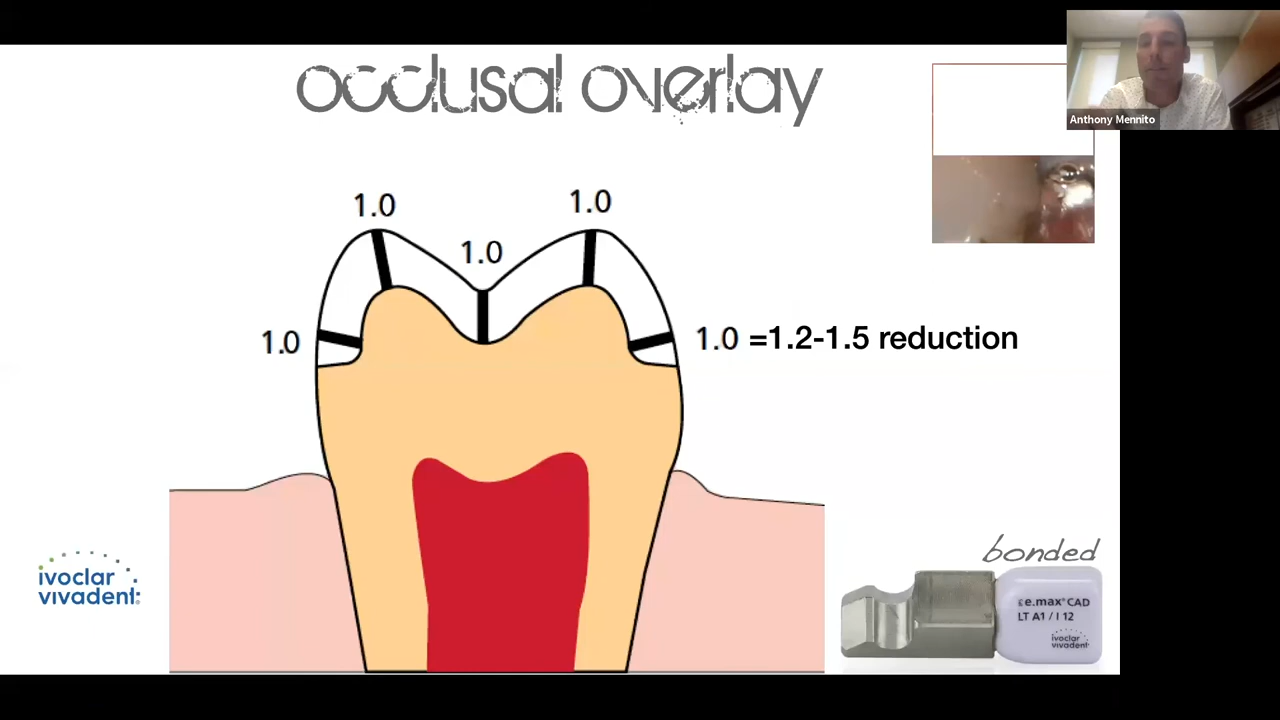 occlusal overlay
Anthony Mennito
1.0
1.0
1.0
1.0
1.0 =1.2-1.5 reduction
bonded
ivoclar
vivadent:
e.max® CAD
LT A1 / I 12
ivoclar
vivadent: